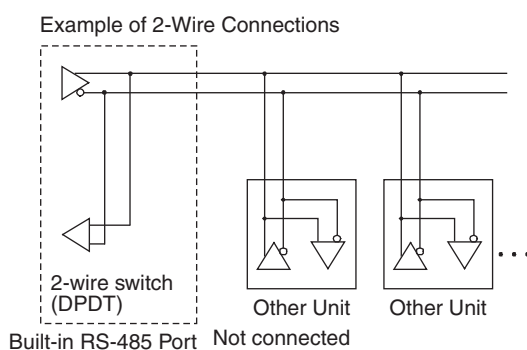 Example of 2-Wire Connections
2-wire switch
(DPDT)
Other Unit
Other Unit
Built-in RS-485 Port
Not connected